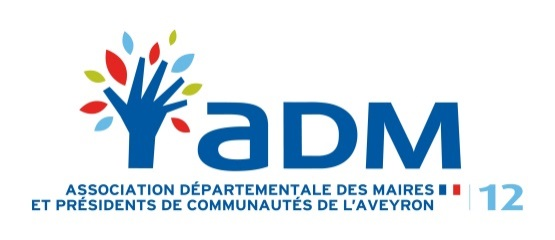 aDM
ASSOCIATION DÉPARTEMENTALE DES MAIRES
ET PRÉSIDENTS DE COMMUNAUTÉS DE L'AVEYRON
12